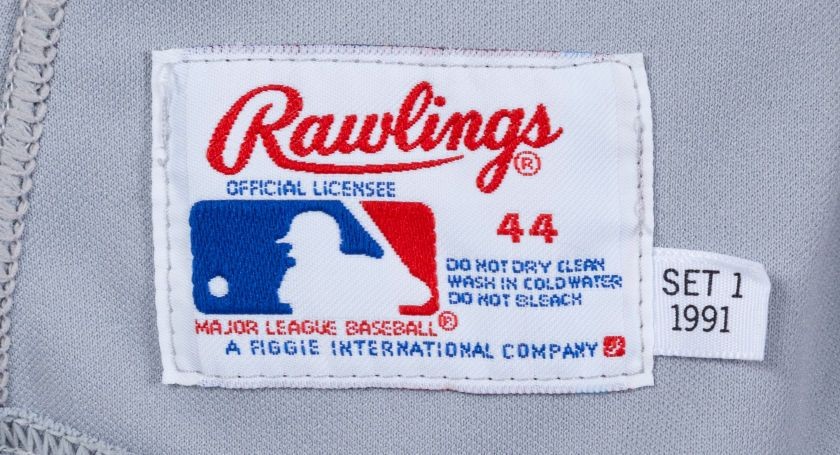 Rawlings®
OFFICIAL LICENSEE
44
DO NOT DRY CLEAN
WASH IN COLD WATER
DO NOT BLEACH
MAJOR LEAGUE BASEBALL®
A FIGGIE INTERNATIONAL COMPANY
SET 1
1991